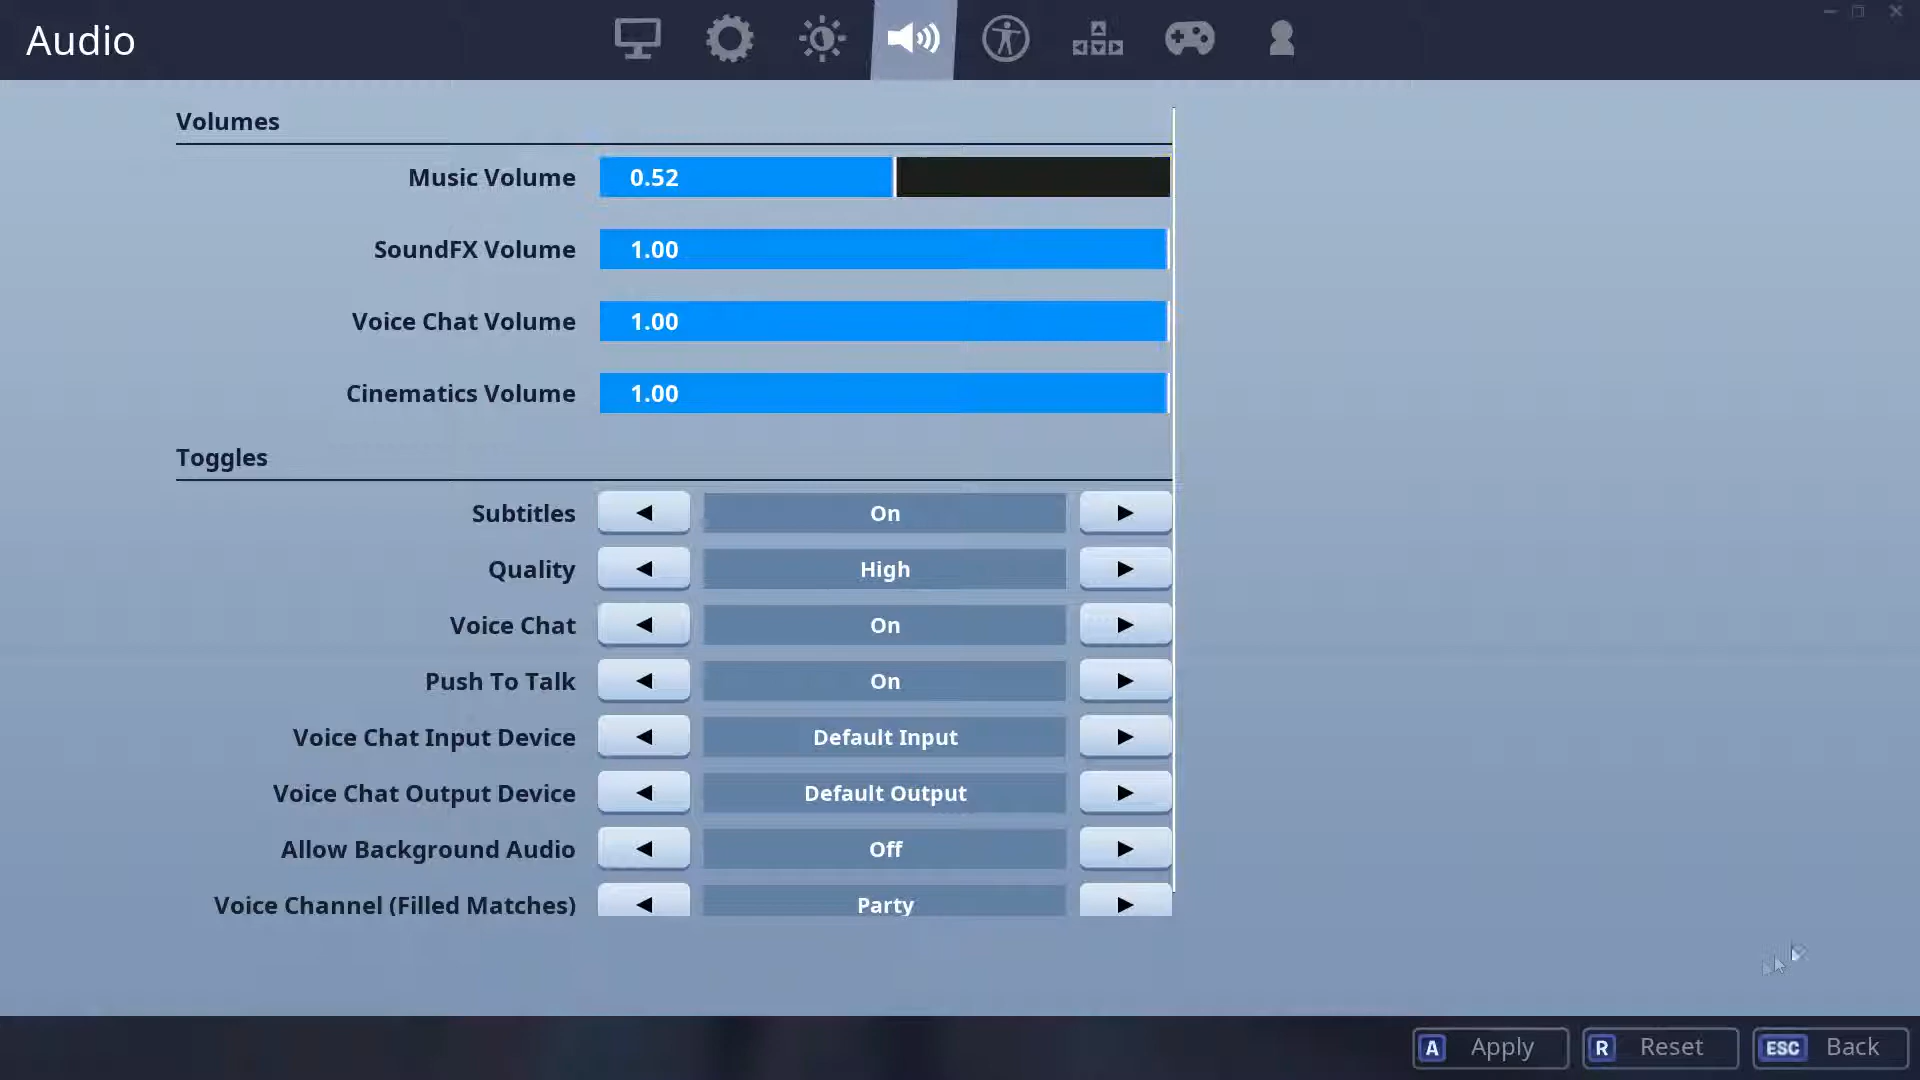 Audio
Volumes
Music Volume 0.52
SoundFX Volume 1.00
Voice Chat Volume 1.00
Cinematics Volume 1.00
Toggles
Subtitles On
Quality High
Voice Chat On
Push To Talk On
Voice Chat Input Device Default Input
Voice Chat Output Device Default Output
Allow Background Audio Off
Voice Channel (Filled Matches) Party
A Apply R Reset ESC Back